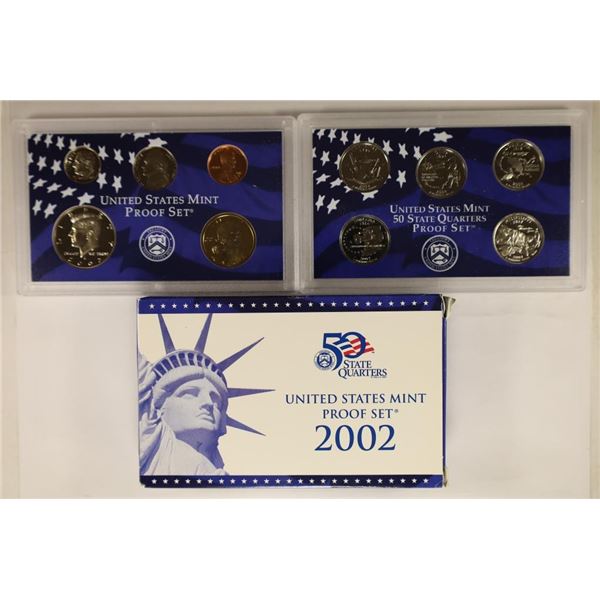 UNITED STATES MINT
PROOF SET®
UNITED STATES MINT
50 STATE QUARTERS
PROOF SET™
50
STATE
QUARTERS
UNITED STATES MINT
PROOF SET®
2002